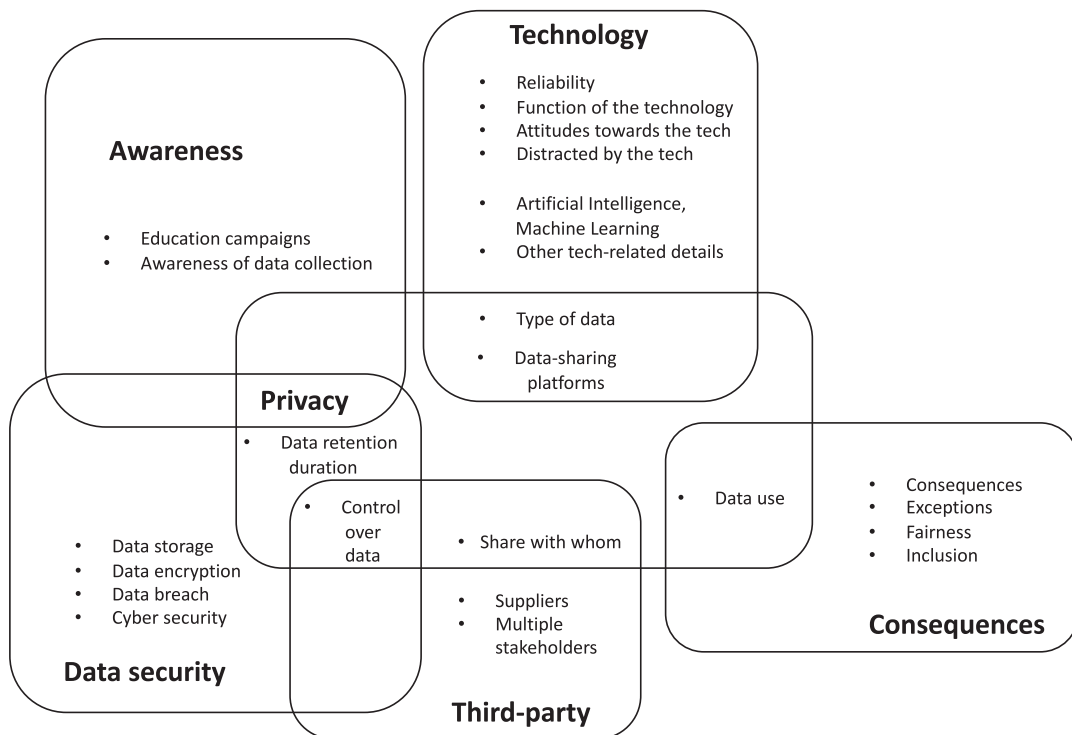 Technology
• Reliability
• Function of the technology
• Attitudes towards the tech
• Distracted by the tech
• Artificial Intelligence,
Machine Learning
• Other tech-related details
Awareness
• Education campaigns
• Awareness of data collection
• Type of data
• Data-sharing
platforms
Privacy
• Data retention
duration
• Control
over
data
• Share with whom
• Data use
• Consequences
• Exceptions
• Fairness
• Inclusion
Consequences
• Data storage
• Data encryption
• Data breach
• Cyber security
Data security
• Suppliers
• Multiple
stakeholders
Third-party